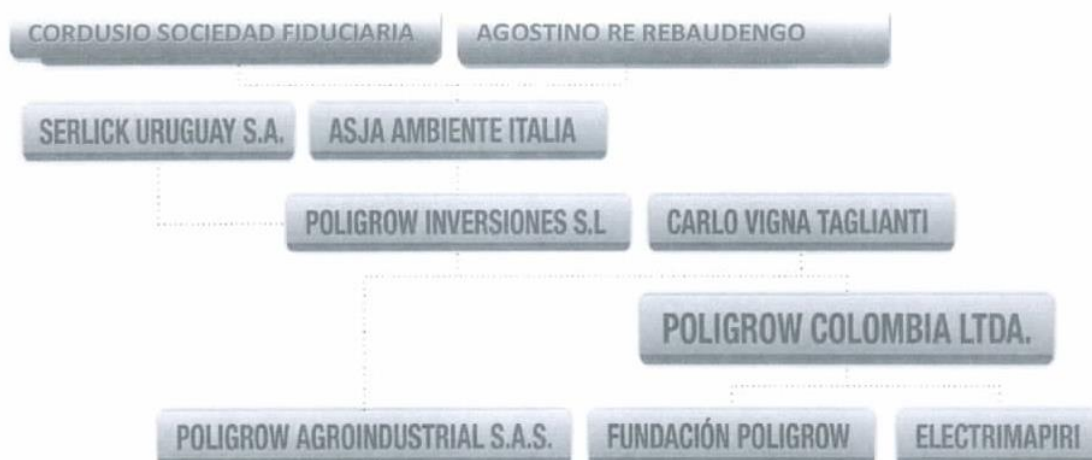 CORDUSIO SOCIEDAD FIDUCIARIA
AGOSTINO RE REBAUDENGO
SERLICK URUGUAY S.A.
ASJA AMBIENTE ITALIA
POLIGROW INVERSIONES S.L
CARLO VIGNA TAGLIANTI
POLIGROW COLOMBIA LTDA.
POLIGROW AGROINDUSTRIAL S.A.S.
FUNDACIÓN POLIGROW
ELECTRIMAPIRI